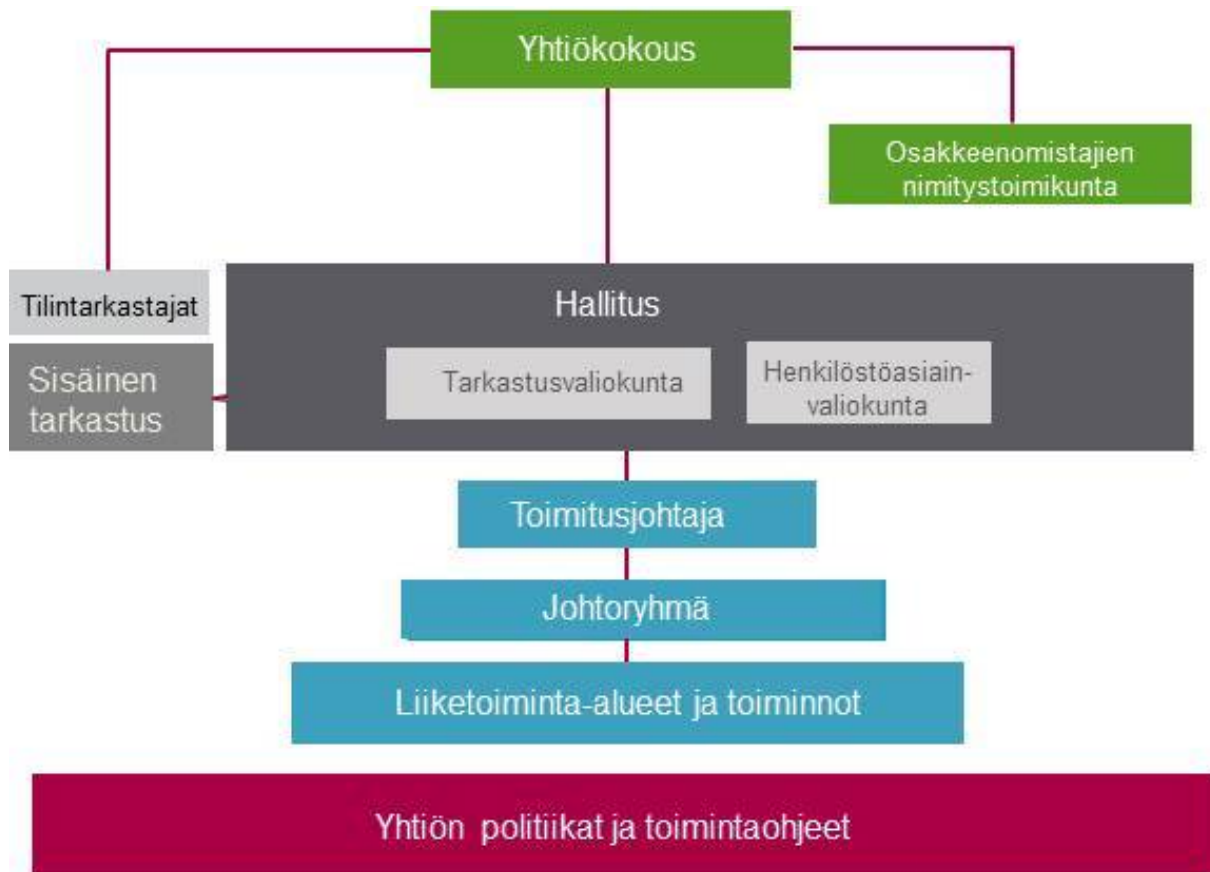 Yhtiökokous
Osakkeenomistajien
nimitystoimikunta
Tilintarkastajat
Hallitus
Sisäinen
tarkastus
Tarkastusvaliokunta
Henkilöstöasiain-
valiokunta
Toimitusjohtaja
Johtoryhmä
Liiketoiminta-alueet ja toiminnot
Yhtiön politiikat ja toimintaohjeet